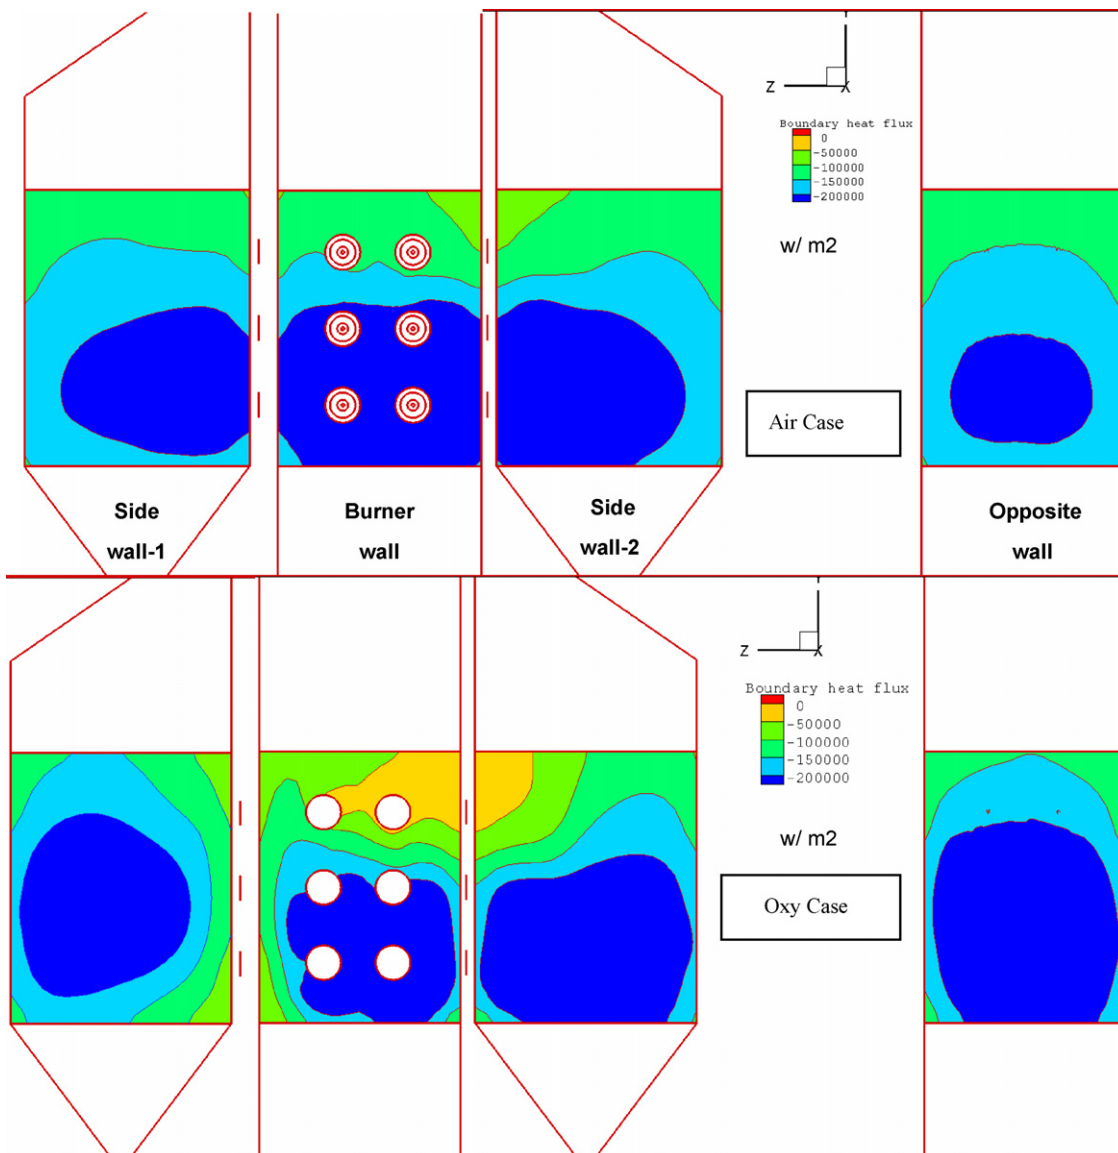 Z
X
Boundary heat flux
0
-50000
-100000
-150000
-200000
w/ m2
Air Case
Side
wall-1
Burner
wall
Side
wall-2
Opposite
wall
Z
X
Boundary heat flux
0
-50000
-100000
-150000
-200000
w/ m2
Oxy Case